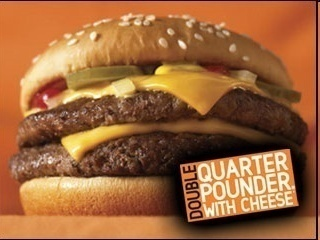 DOUBLE
QUARTER
POUNDER
WITH CHEESE